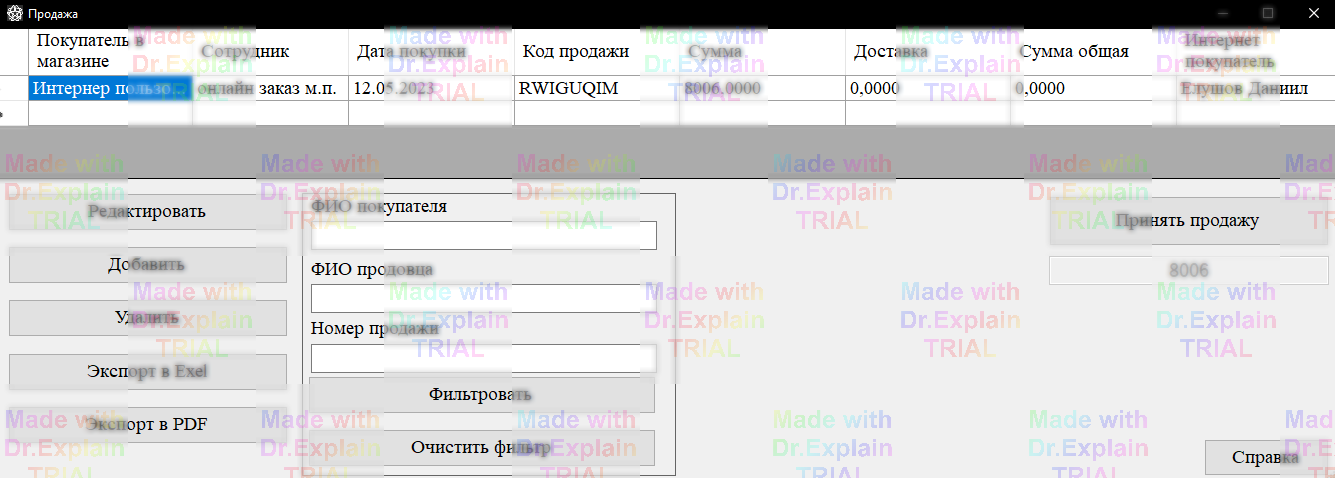 Продажа
Покупатель в
магазине
Сотрудник
Дата покупки
Код продажи
Сумма
Доставка
Сумма общая
Интернет
покупатель
Интернер пользо...
онлайн заказ м.п.
12.05.2023
RWIGUQIM
8006,0000
0,0000
0,0000
Елушов Даниил
Редактировать
Добавить
Удалить
Экспорт в Exel
Экспорт в PDF
ФИО покупателя
ФИО продовца
Номер продажи
Фильтровать
Очистить фильтр
Принять продажу
8006
Справка
Made with
Dr.Explain
TRIAL